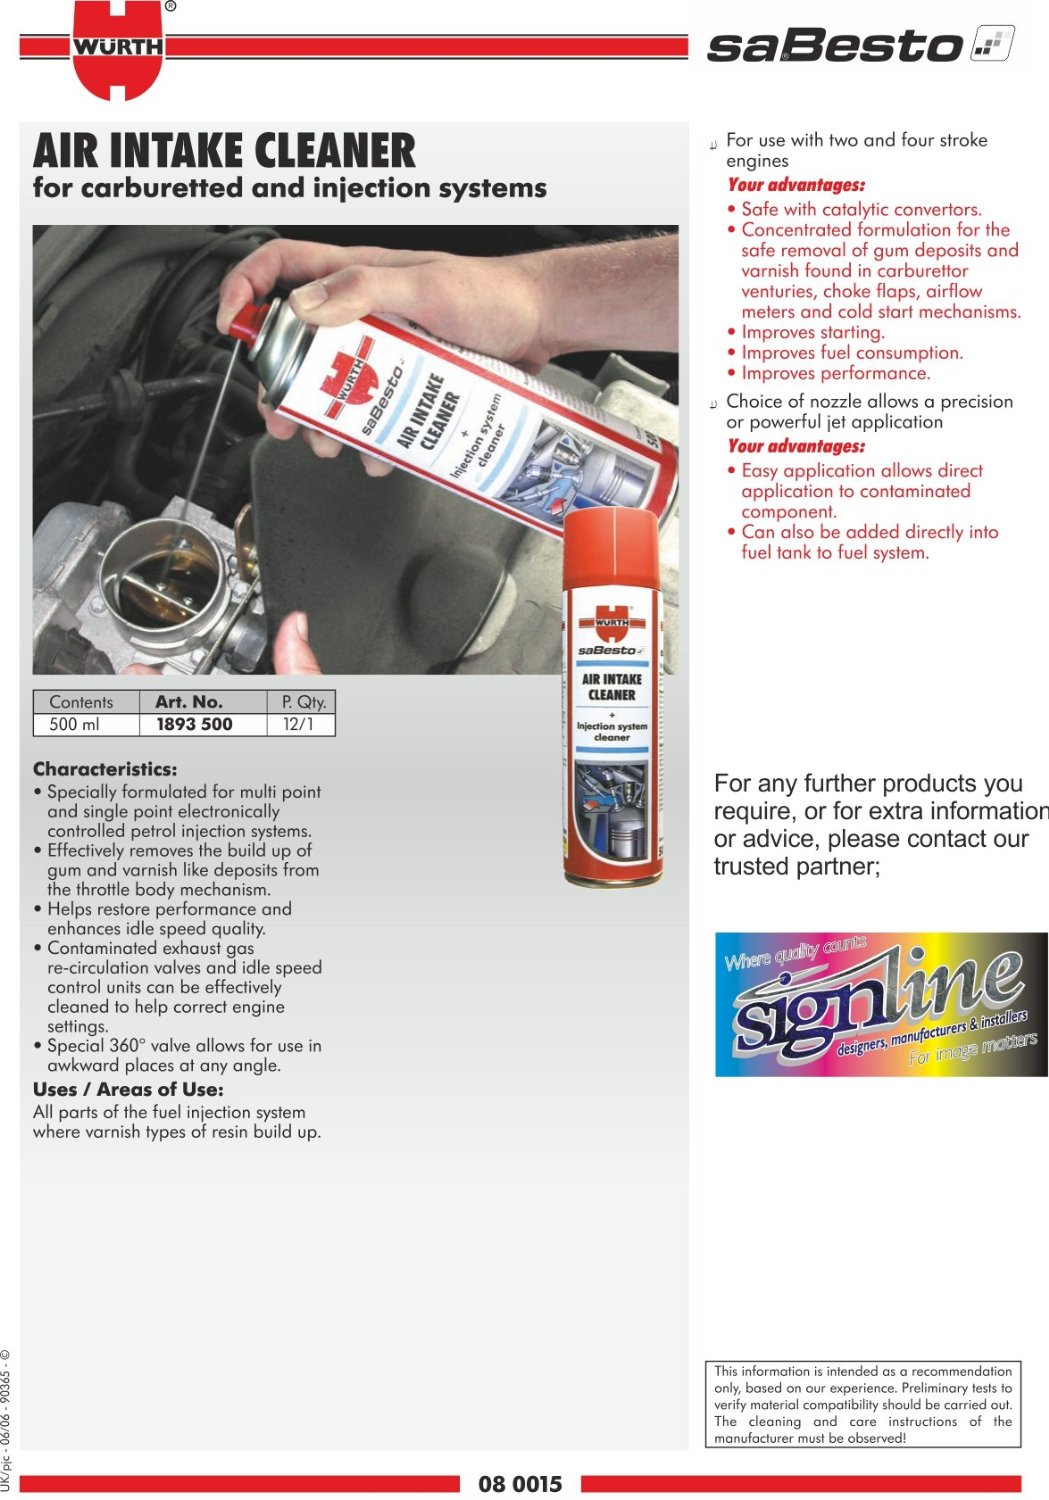 WÜRTH
®
saBesto
®
AIR INTAKE CLEANER
for carburetted and injection systems
WÜRTH
saBesto
AIR INTAKE
CLEANER
+
Injection system
cleaner
WÜRTH
saBesto
AIR INTAKE
CLEANER
+
Injection system
cleaner
Contents Art. No. P. Qty.
500 ml 1893 500 12/1
Characteristics:
• Specially formulated for multi point
and single point electronically
controlled petrol injection systems.
• Effectively removes the build up of
gum and varnish like deposits from
the throttle body mechanism.
• Helps restore performance and
enhances idle speed quality.
• Contaminated exhaust gas
re-circulation valves and idle speed
control units can be effectively
cleaned to help correct engine
settings.
• Special 360° valve allows for use in
awkward places at any angle.
Uses / Areas of Use:
All parts of the fuel injection system
where varnish types of resin build up.
For use with two and four stroke
engines
Your advantages:
• Safe with catalytic convertors.
• Concentrated formulation for the
safe removal of gum deposits and
varnish found in carburettor
venturies, choke flaps, airflow
meters and cold start mechanisms.
• Improves starting.
• Improves fuel consumption.
• Improves performance.
Choice of nozzle allows a precision
or powerful jet application
Your advantages:
• Easy application allows direct
application to contaminated
component.
• Can also be added directly into
fuel tank to fuel system.
For any further products you
require, or for extra information
or advice, please contact our
trusted partner;
Where quality counts
signline
designers, manufacturers & installers
For image matters
This information is intended as a recommendation
only, based on our experience. Preliminary tests to
verify material compatibility should be carried out.
The cleaning and care instructions of the
manufacturer must be observed!
UK/pjc - 06/06 - 90365 - ©
08 0015